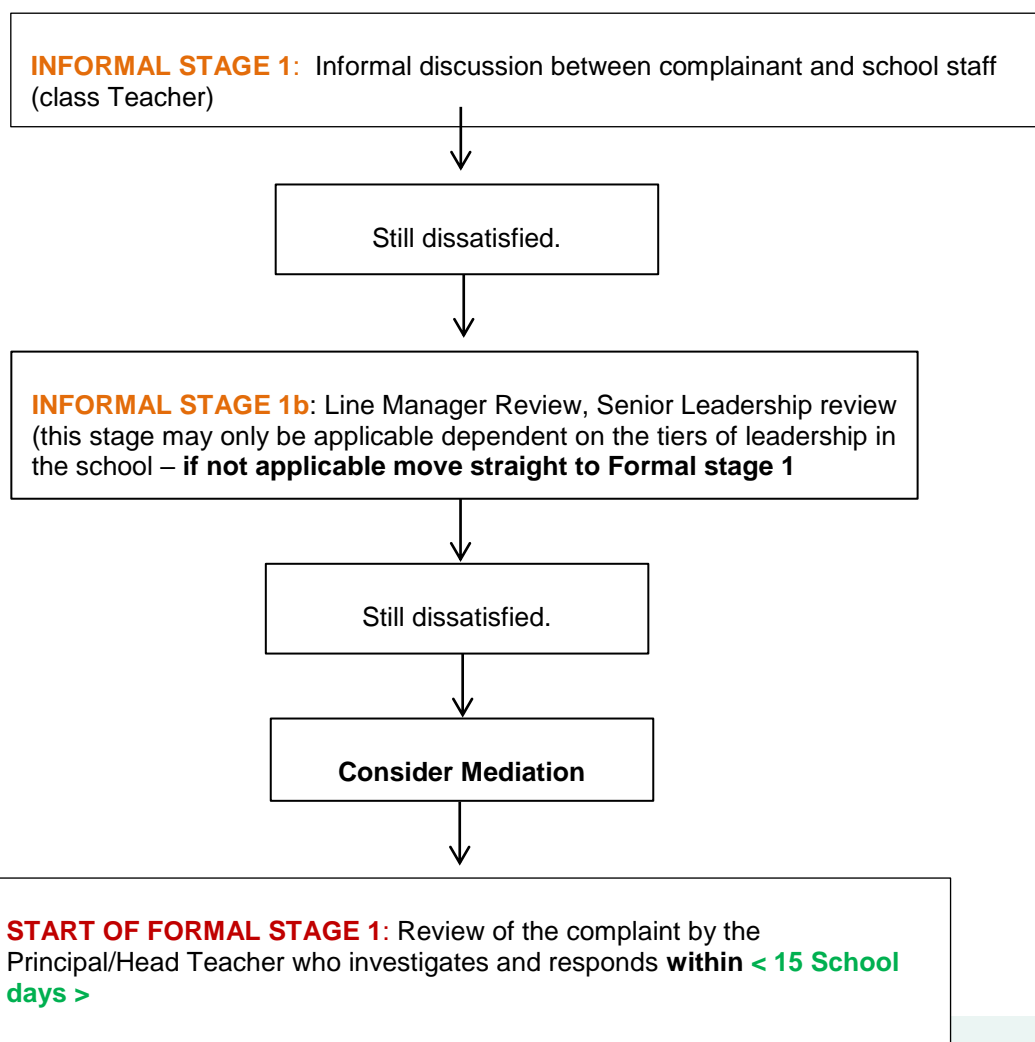 INFORMAL STAGE 1: Informal discussion between complainant and school staff
(class Teacher)
Still dissatisfied.
INFORMAL STAGE 1b: Line Manager Review, Senior Leadership review
(this stage may only be applicable dependent on the tiers of leadership in
the school – if not applicable move straight to Formal stage 1
Still dissatisfied.
Consider Mediation
START OF FORMAL STAGE 1: Review of the complaint by the
Principal/Head Teacher who investigates and responds within < 15 School
days >